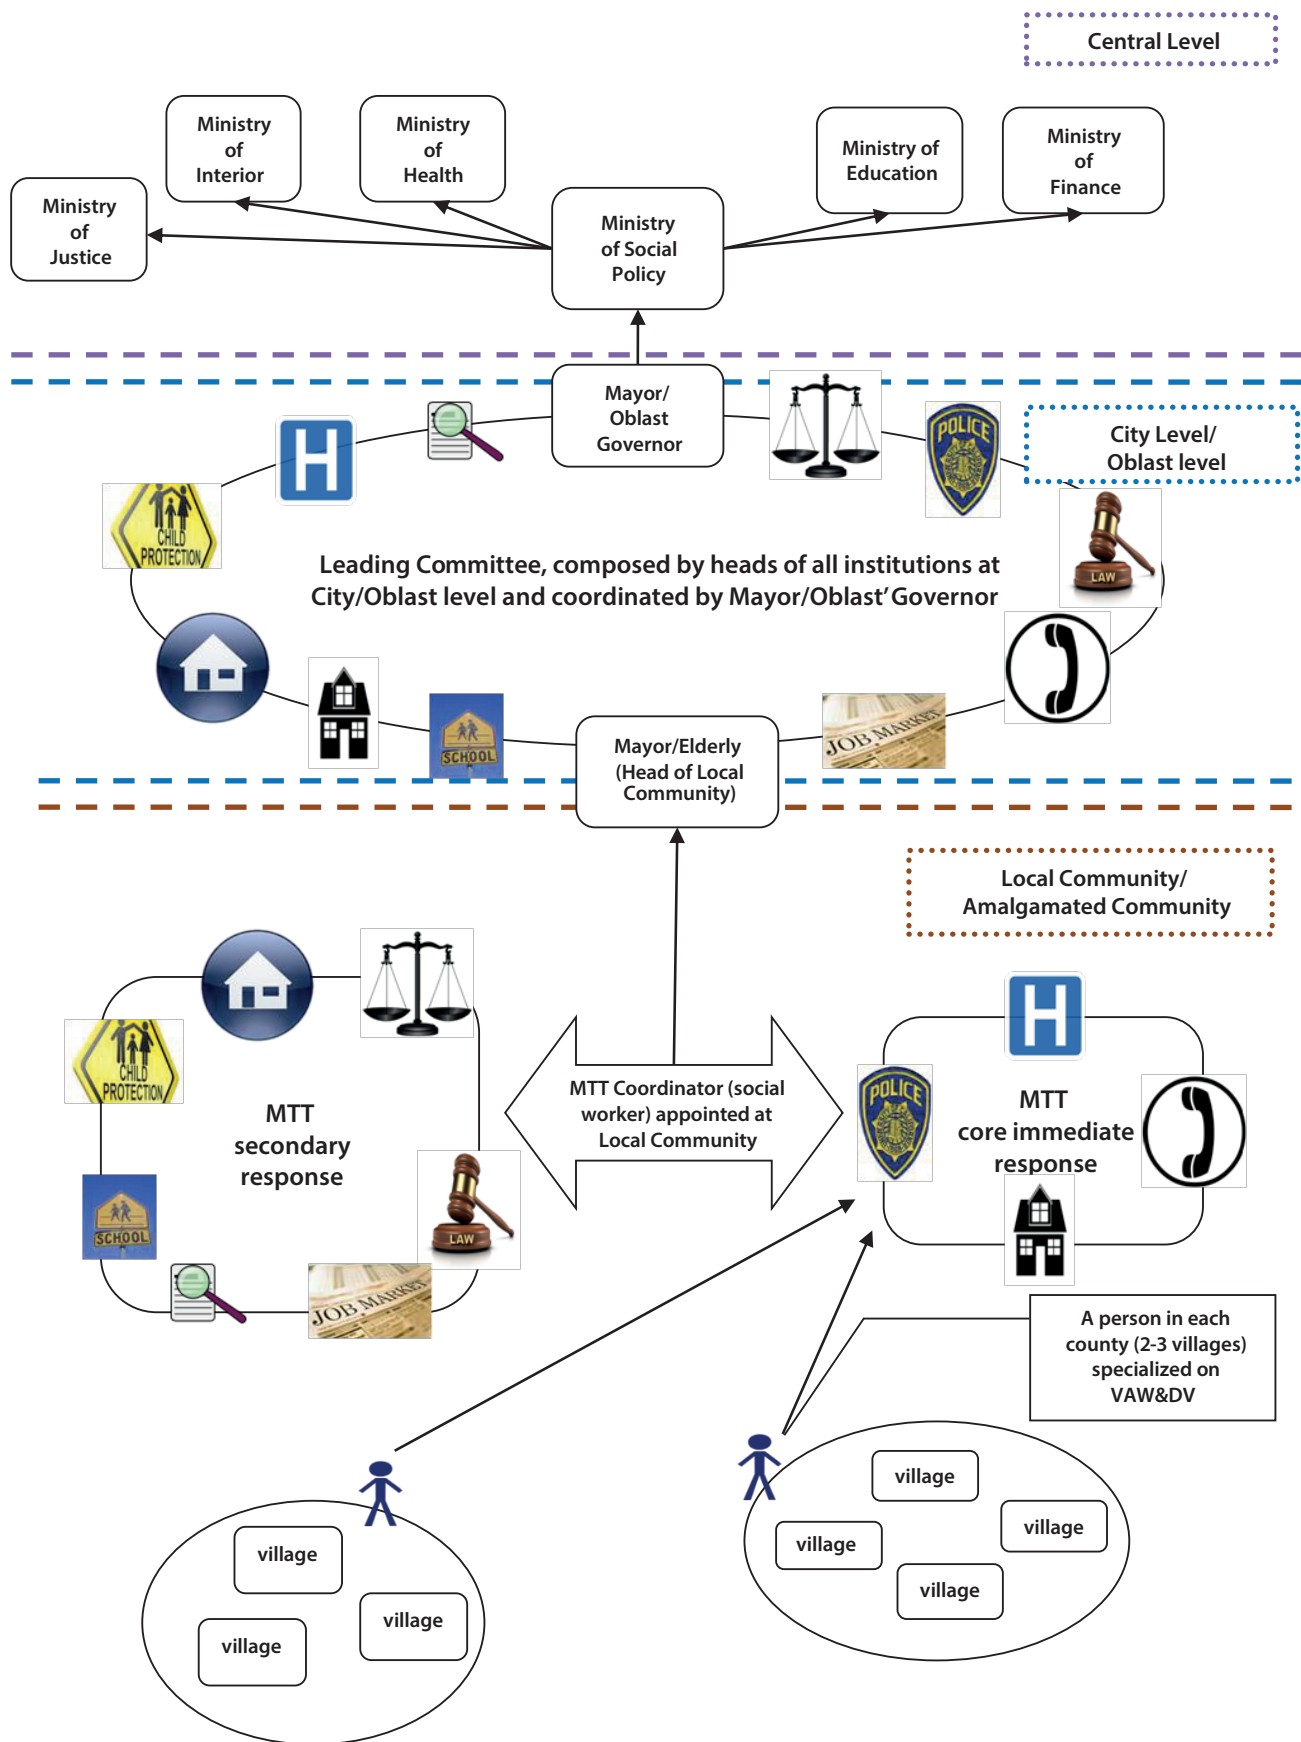 Central Level
Ministry
of
Interior
Ministry
of
Health
Ministry of
Education
Ministry
of
Finance
Ministry
of
Justice
Ministry
of Social
Policy
Mayor/
Oblast
Governor
POLICE
City Level/
Oblast level
CHILD
PROTECTION
LAW
Leading Committee, composed by heads of all institutions at
City/Oblast level and coordinated by Mayor/Oblast'Governor
SCHOOL
JOB MARKET
Mayor/Elderly
(Head of Local
Community)
Local Community/
Amalgamated Community
H
H
CHILD
PROTECTION
MTT
secondary
response
SCHOOL
LAW
JOB MARKET
MTT Coordinator (social
worker) appointed at
Local Community
POLICE
MTT
core immediate
response
A person in each
county (2-3 villages)
specialized on
VAW&DV
village
village
village
village
village
village
village